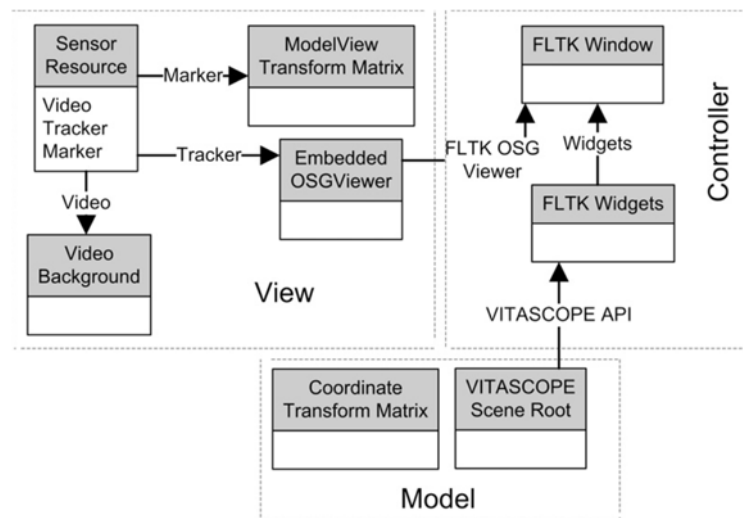 Sensor
Resource
Video
Tracker
Marker
Marker
ModelView
Transform Matrix
Tracker
Embedded
OSGViewer
Video
Video
Background
View
FLTK Window
FLTK OSG
Viewer
Widgets
FLTK Widgets
Controller
VITASCOPE API
Coordinate
Transform Matrix
VITASCOPE
Scene Root
Model